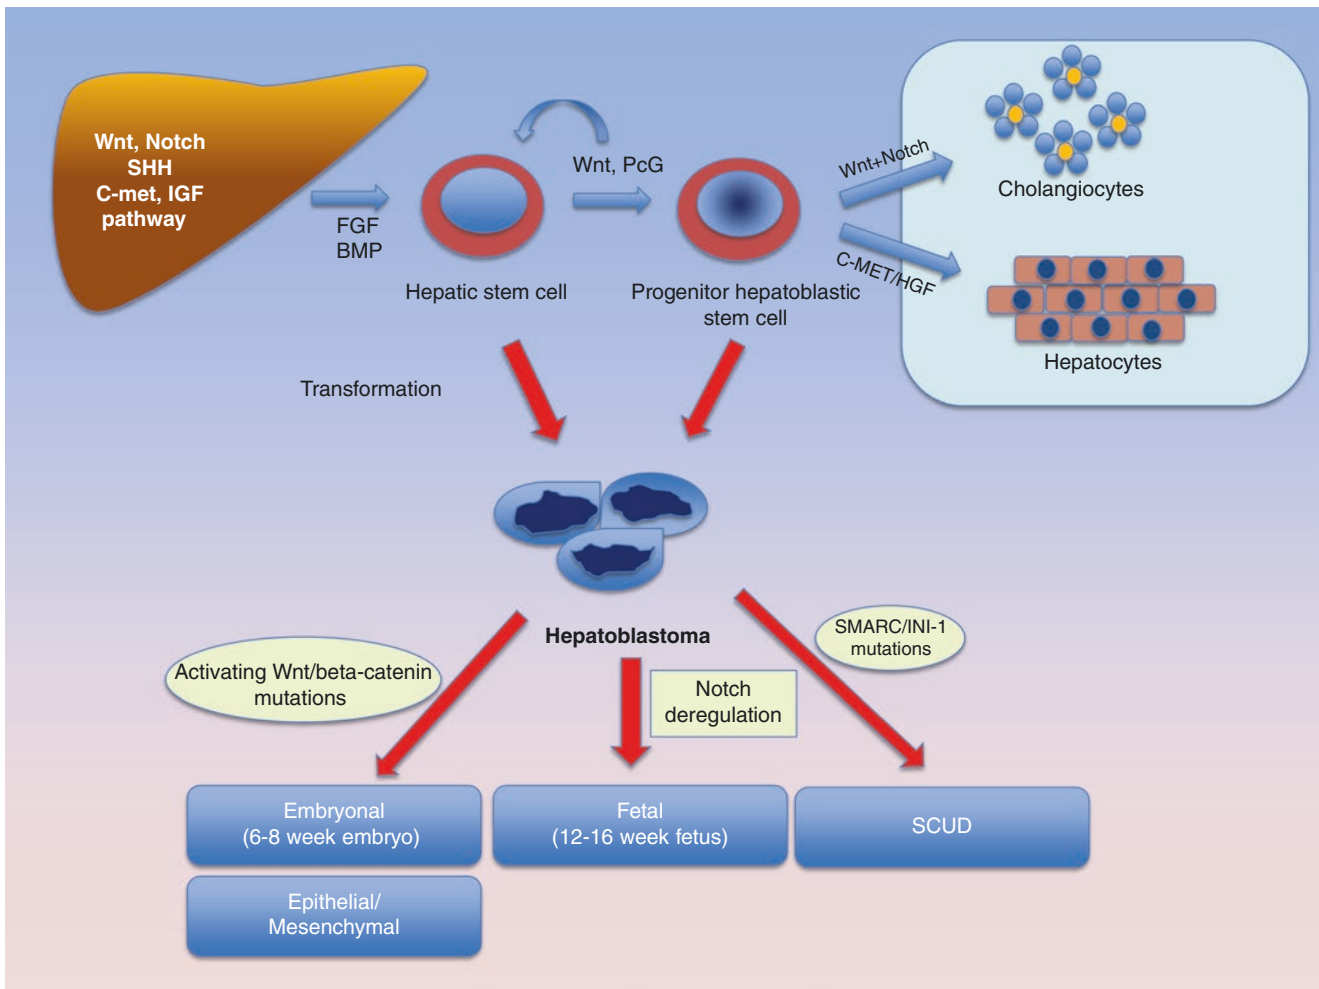 Wnt, Notch
SHH
C-met, IGF
pathway
FGF
BMP
Hepatic stem cell
Wnt, PcG
Progenitor hepatoblastic
stem cell
Wnt+Notch
C-MET/HGF
Cholangiocytes
Hepatocytes
Transformation
Hepatoblastoma
Activating Wnt/beta-catenin
mutations
Notch
deregulation
SMARC/INI-1
mutations
Embryonal
(6-8 week embryo)
Fetal
(12-16 week fetus)
SCUD
Epithelial/
Mesenchymal